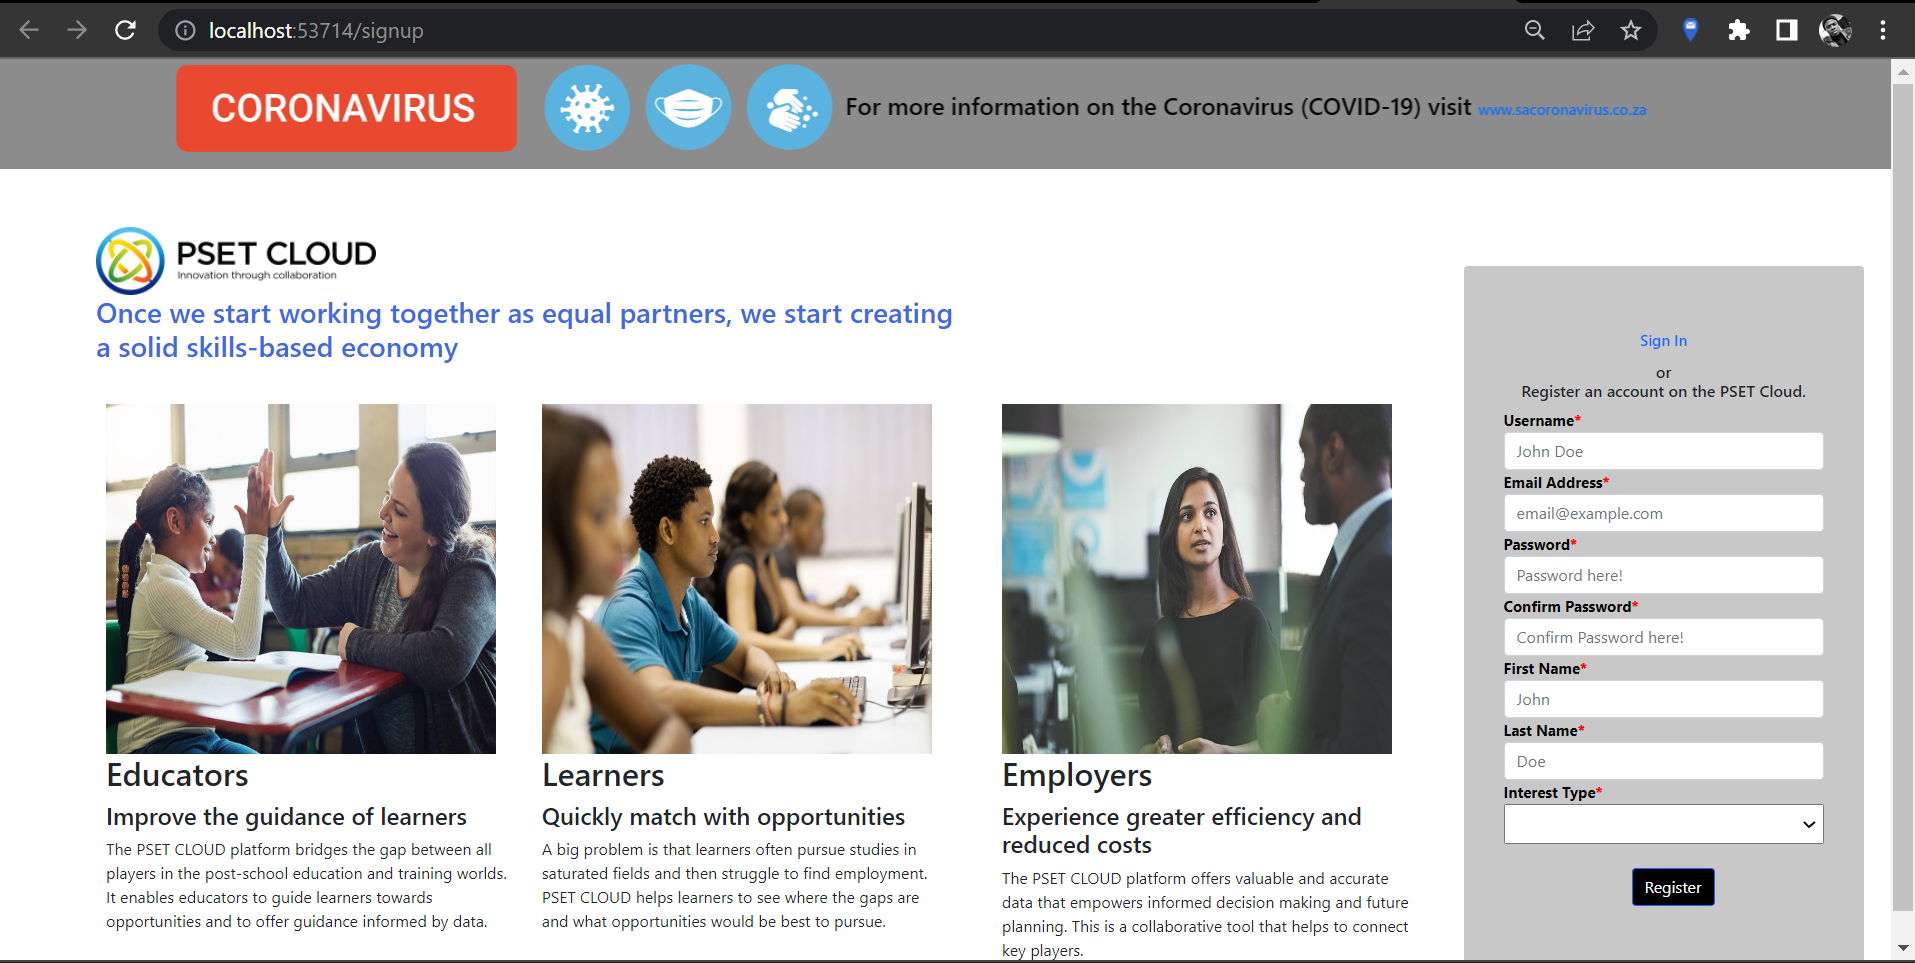 localhost:53714/signup
CORONAVIRUS
For more information on the Coronavirus (COVID-19) visit www.sacoronavirus.co.za
PSET CLOUD
Innovation through collaboration
Once we start working together as equal partners, we start creating
a solid skills-based economy
Educators
Improve the guidance of learners
The PSET CLOUD platform bridges the gap between all
players in the post-school education and training worlds.
It enables educators to guide learners towards
opportunities and to offer guidance informed by data.
Learners
Quickly match with opportunities
A big problem is that learners often pursue studies in
saturated fields and then struggle to find employment.
PSET CLOUD helps learners to see where the gaps are
and what opportunities would be best to pursue.
Employers
Experience greater efficiency and
reduced costs
The PSET CLOUD platform offers valuable and accurate
data that empowers informed decision making and future
planning. This is a collaborative tool that helps to connect
key players.
Sign In
or
Register an account on the PSET Cloud.
Username*
John Doe
Email Address*
email@example.com
Password*
Password here!
Confirm Password*
Confirm Password here!
First Name*
John
Last Name*
Doe
Interest Type*
Register